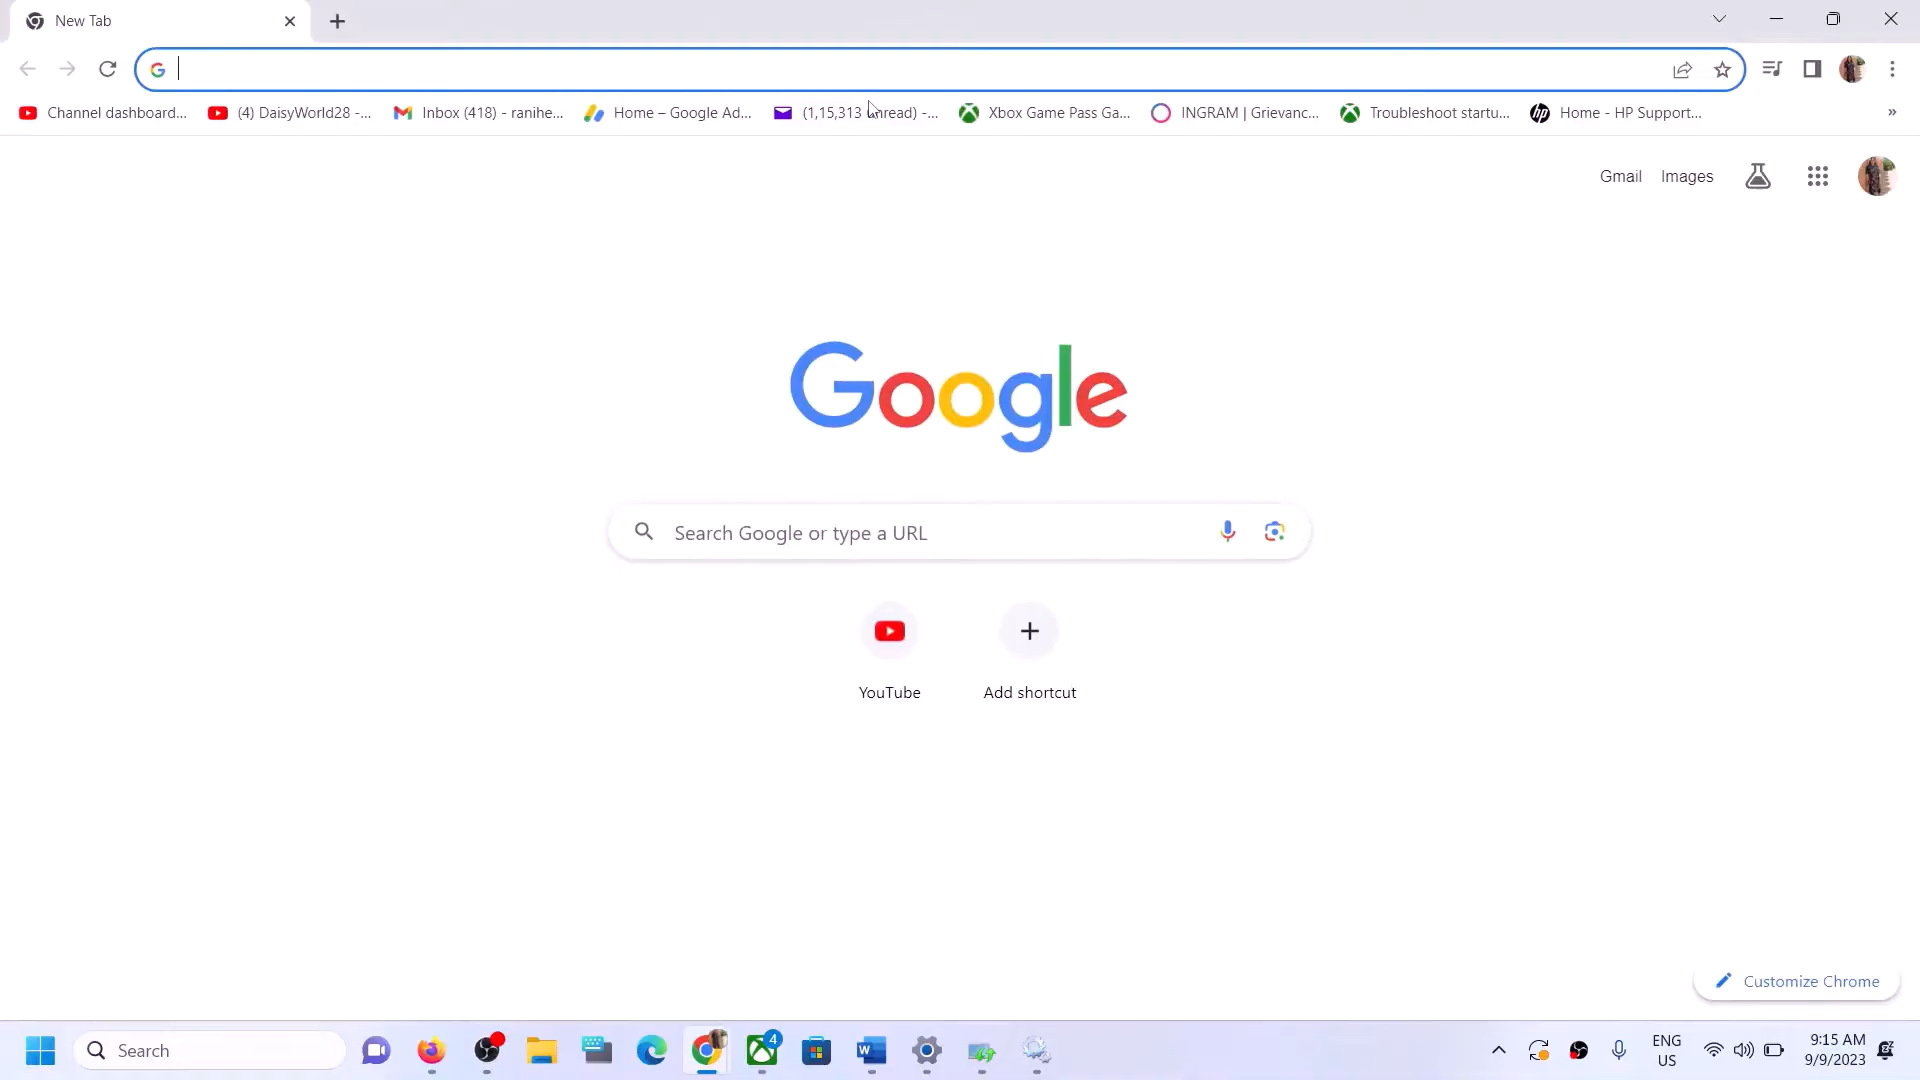 New Tab
Channel dashboard...
(4) DaisyWorld28 -...
Inbox (418) - ranihe...
Home – Google Ad...
(1,15,313 unread) -...
Xbox Game Pass Ga...
INGRAM | Grievanc...
Troubleshoot startu...
hp
Home - HP Support...
»
Gmail
Images
Google
Search Google or type a URL
YouTube
Add shortcut
Customize Chrome
Search
4
ENG
US
9:15 AM
9/9/2023